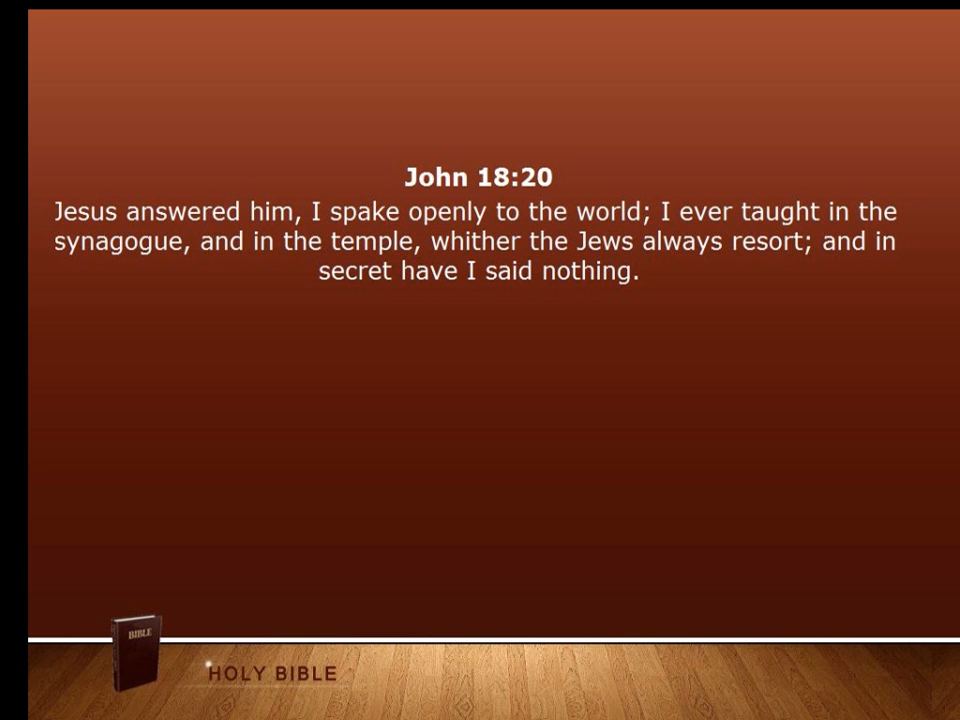 John 18:20
Jesus answered him, I spake openly to the world; I ever taught in the
synagogue, and in the temple, whither the Jews always resort; and in
secret have I said nothing.
BIBLE
HOLY BIBLE